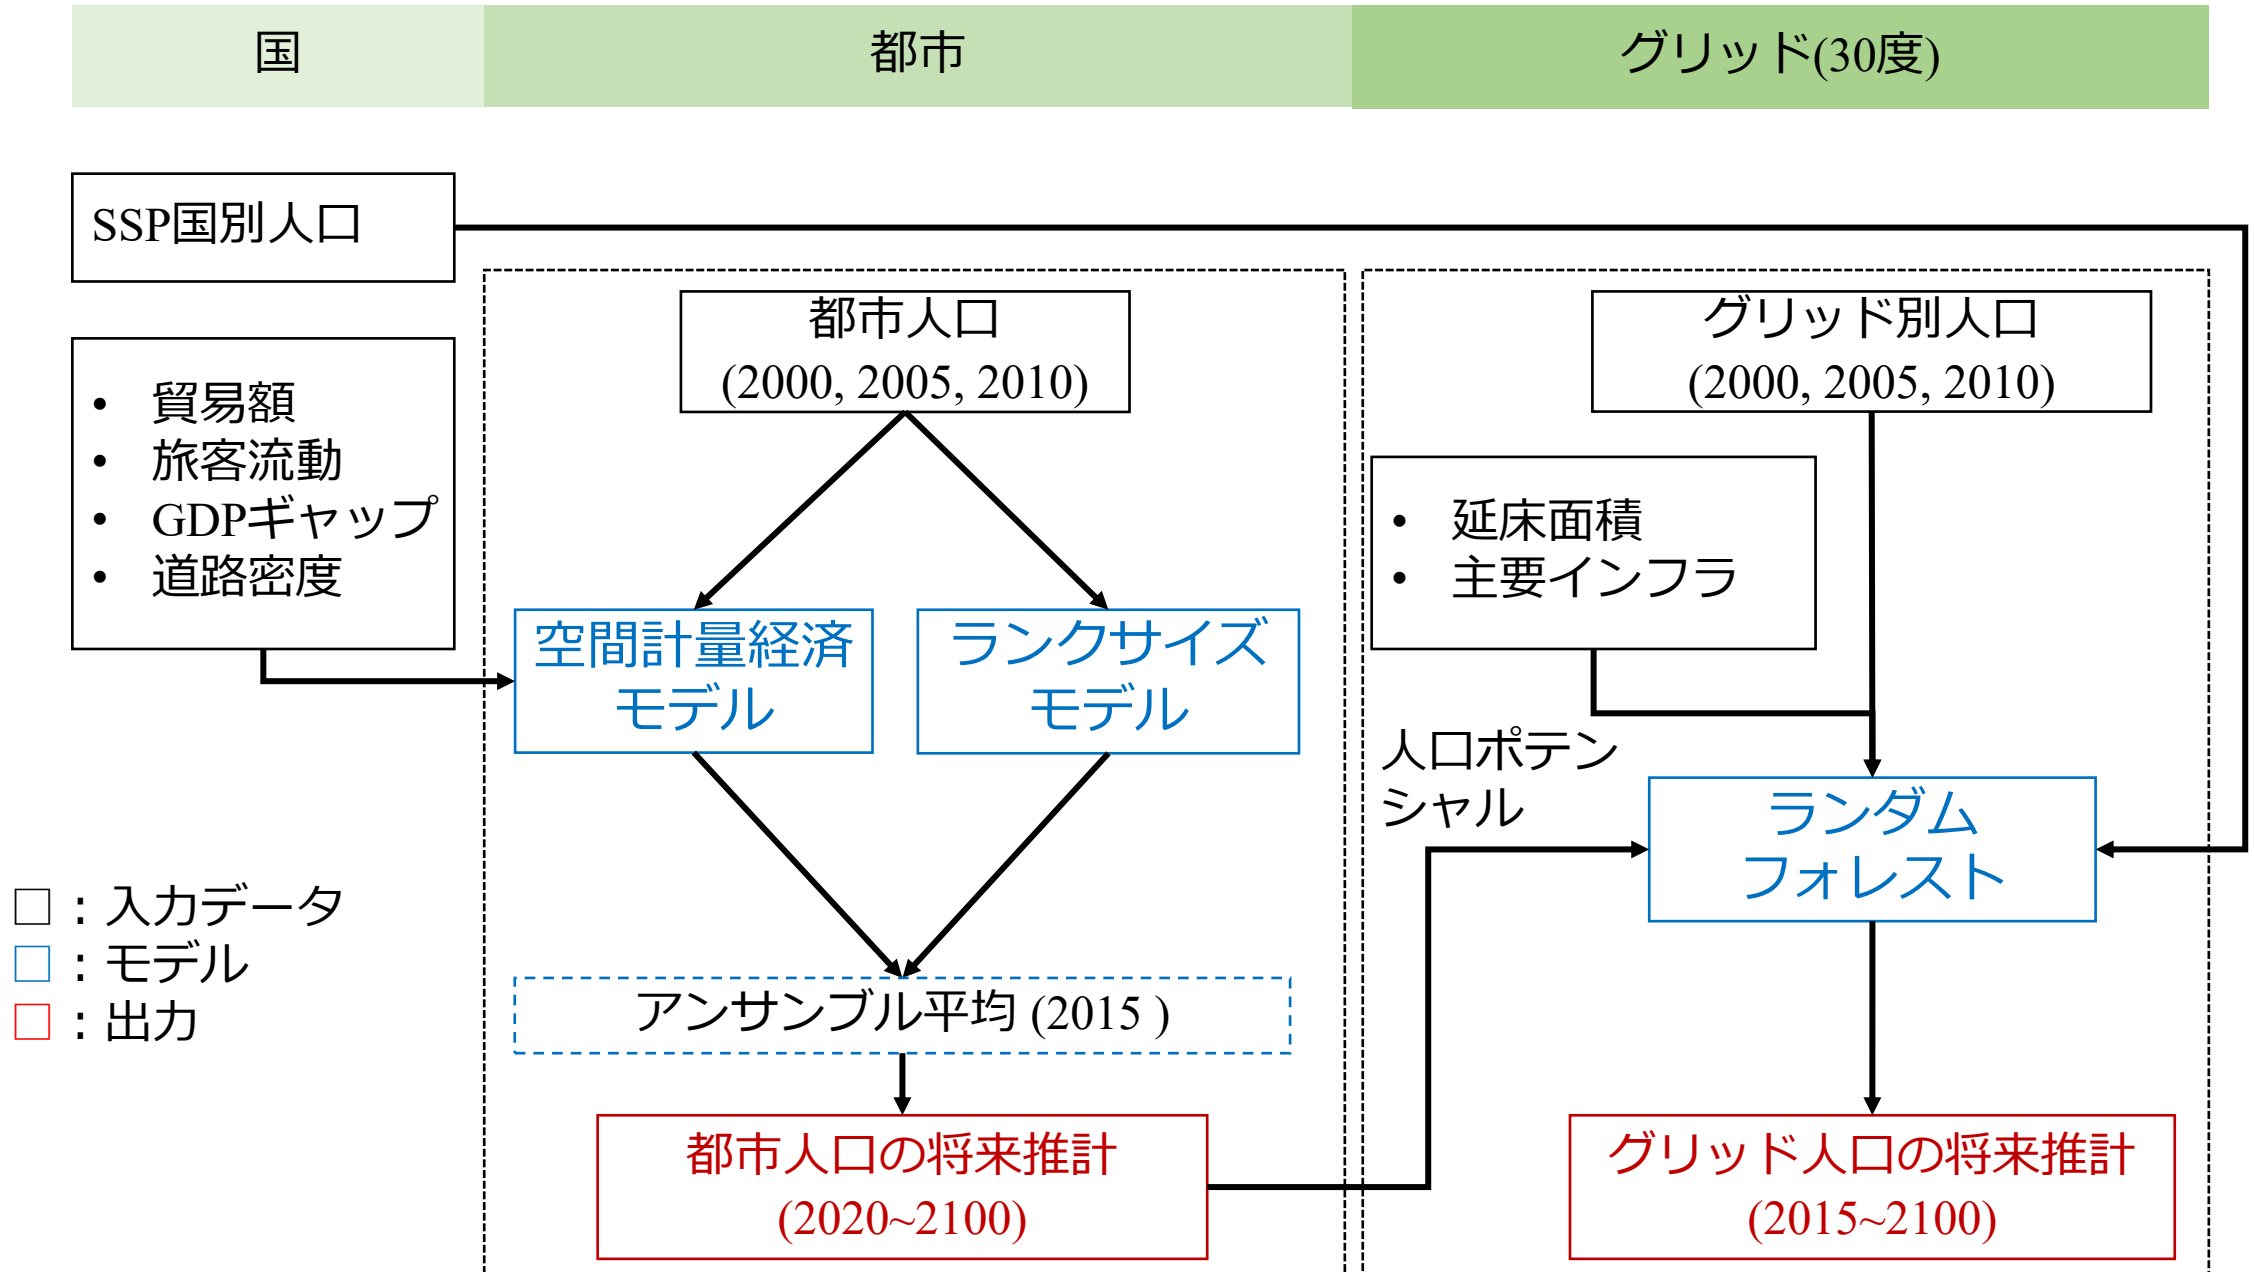 国
都市
グリッド(30度)
SSP国別人口
• 貿易額
• 旅客流動
• GDPギャップ
• 道路密度
都市人口
(2000, 2005, 2010)
グリッド別人口
(2000, 2005, 2010)
• 延床面積
• 主要インフラ
空間計量経済
モデル
ランクサイズ
モデル
人口ポテン
シャル
ランダム
フォレスト
□：入力データ
□：モデル
□：出力
アンサンブル平均 (2015 )
都市人口の将来推計
(2020~2100)
グリッド人口の将来推計
(2015~2100)